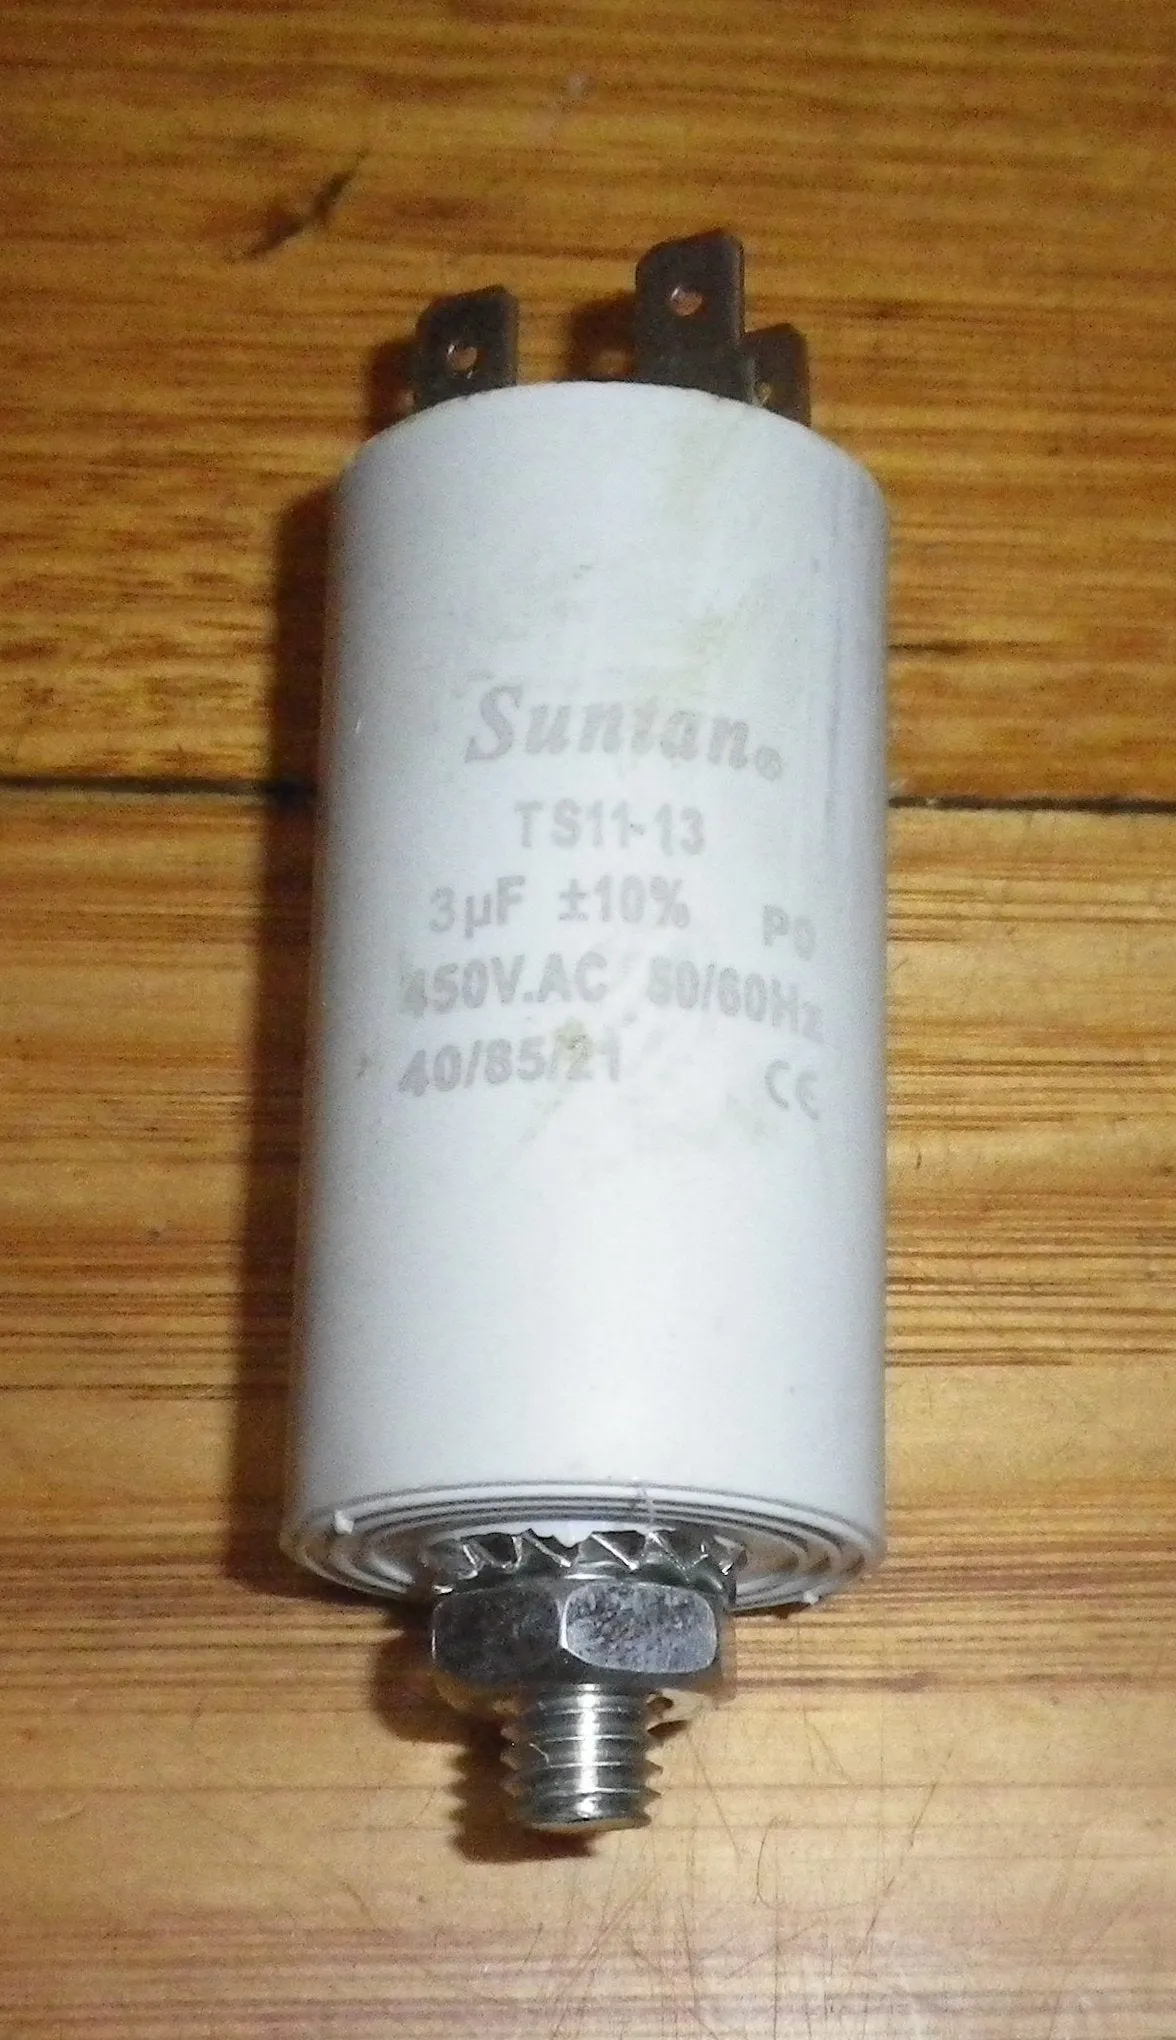 Suntan®
TS11-13
3µF ±10% P0
450V.AC 50/60Hz
40/85/21 CE